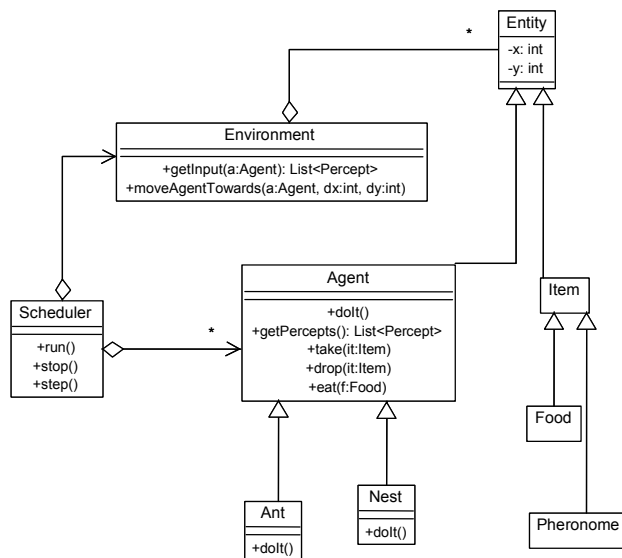 Entity
-x: int
-y: int
*
Environment
+getInput(a:Agent): List<Percept>
+moveAgentTowards(a:Agent, dx:int, dy:int)
Agent
+doIt()
+getPercepts(): List<Percept>
+take(it:Item)
+drop(it:Item)
+eat(f:Food)
Item
Scheduler
+run()
+stop()
+step()
*
Food
Ant
+doIt()
Nest
+doIt()
Pheronome